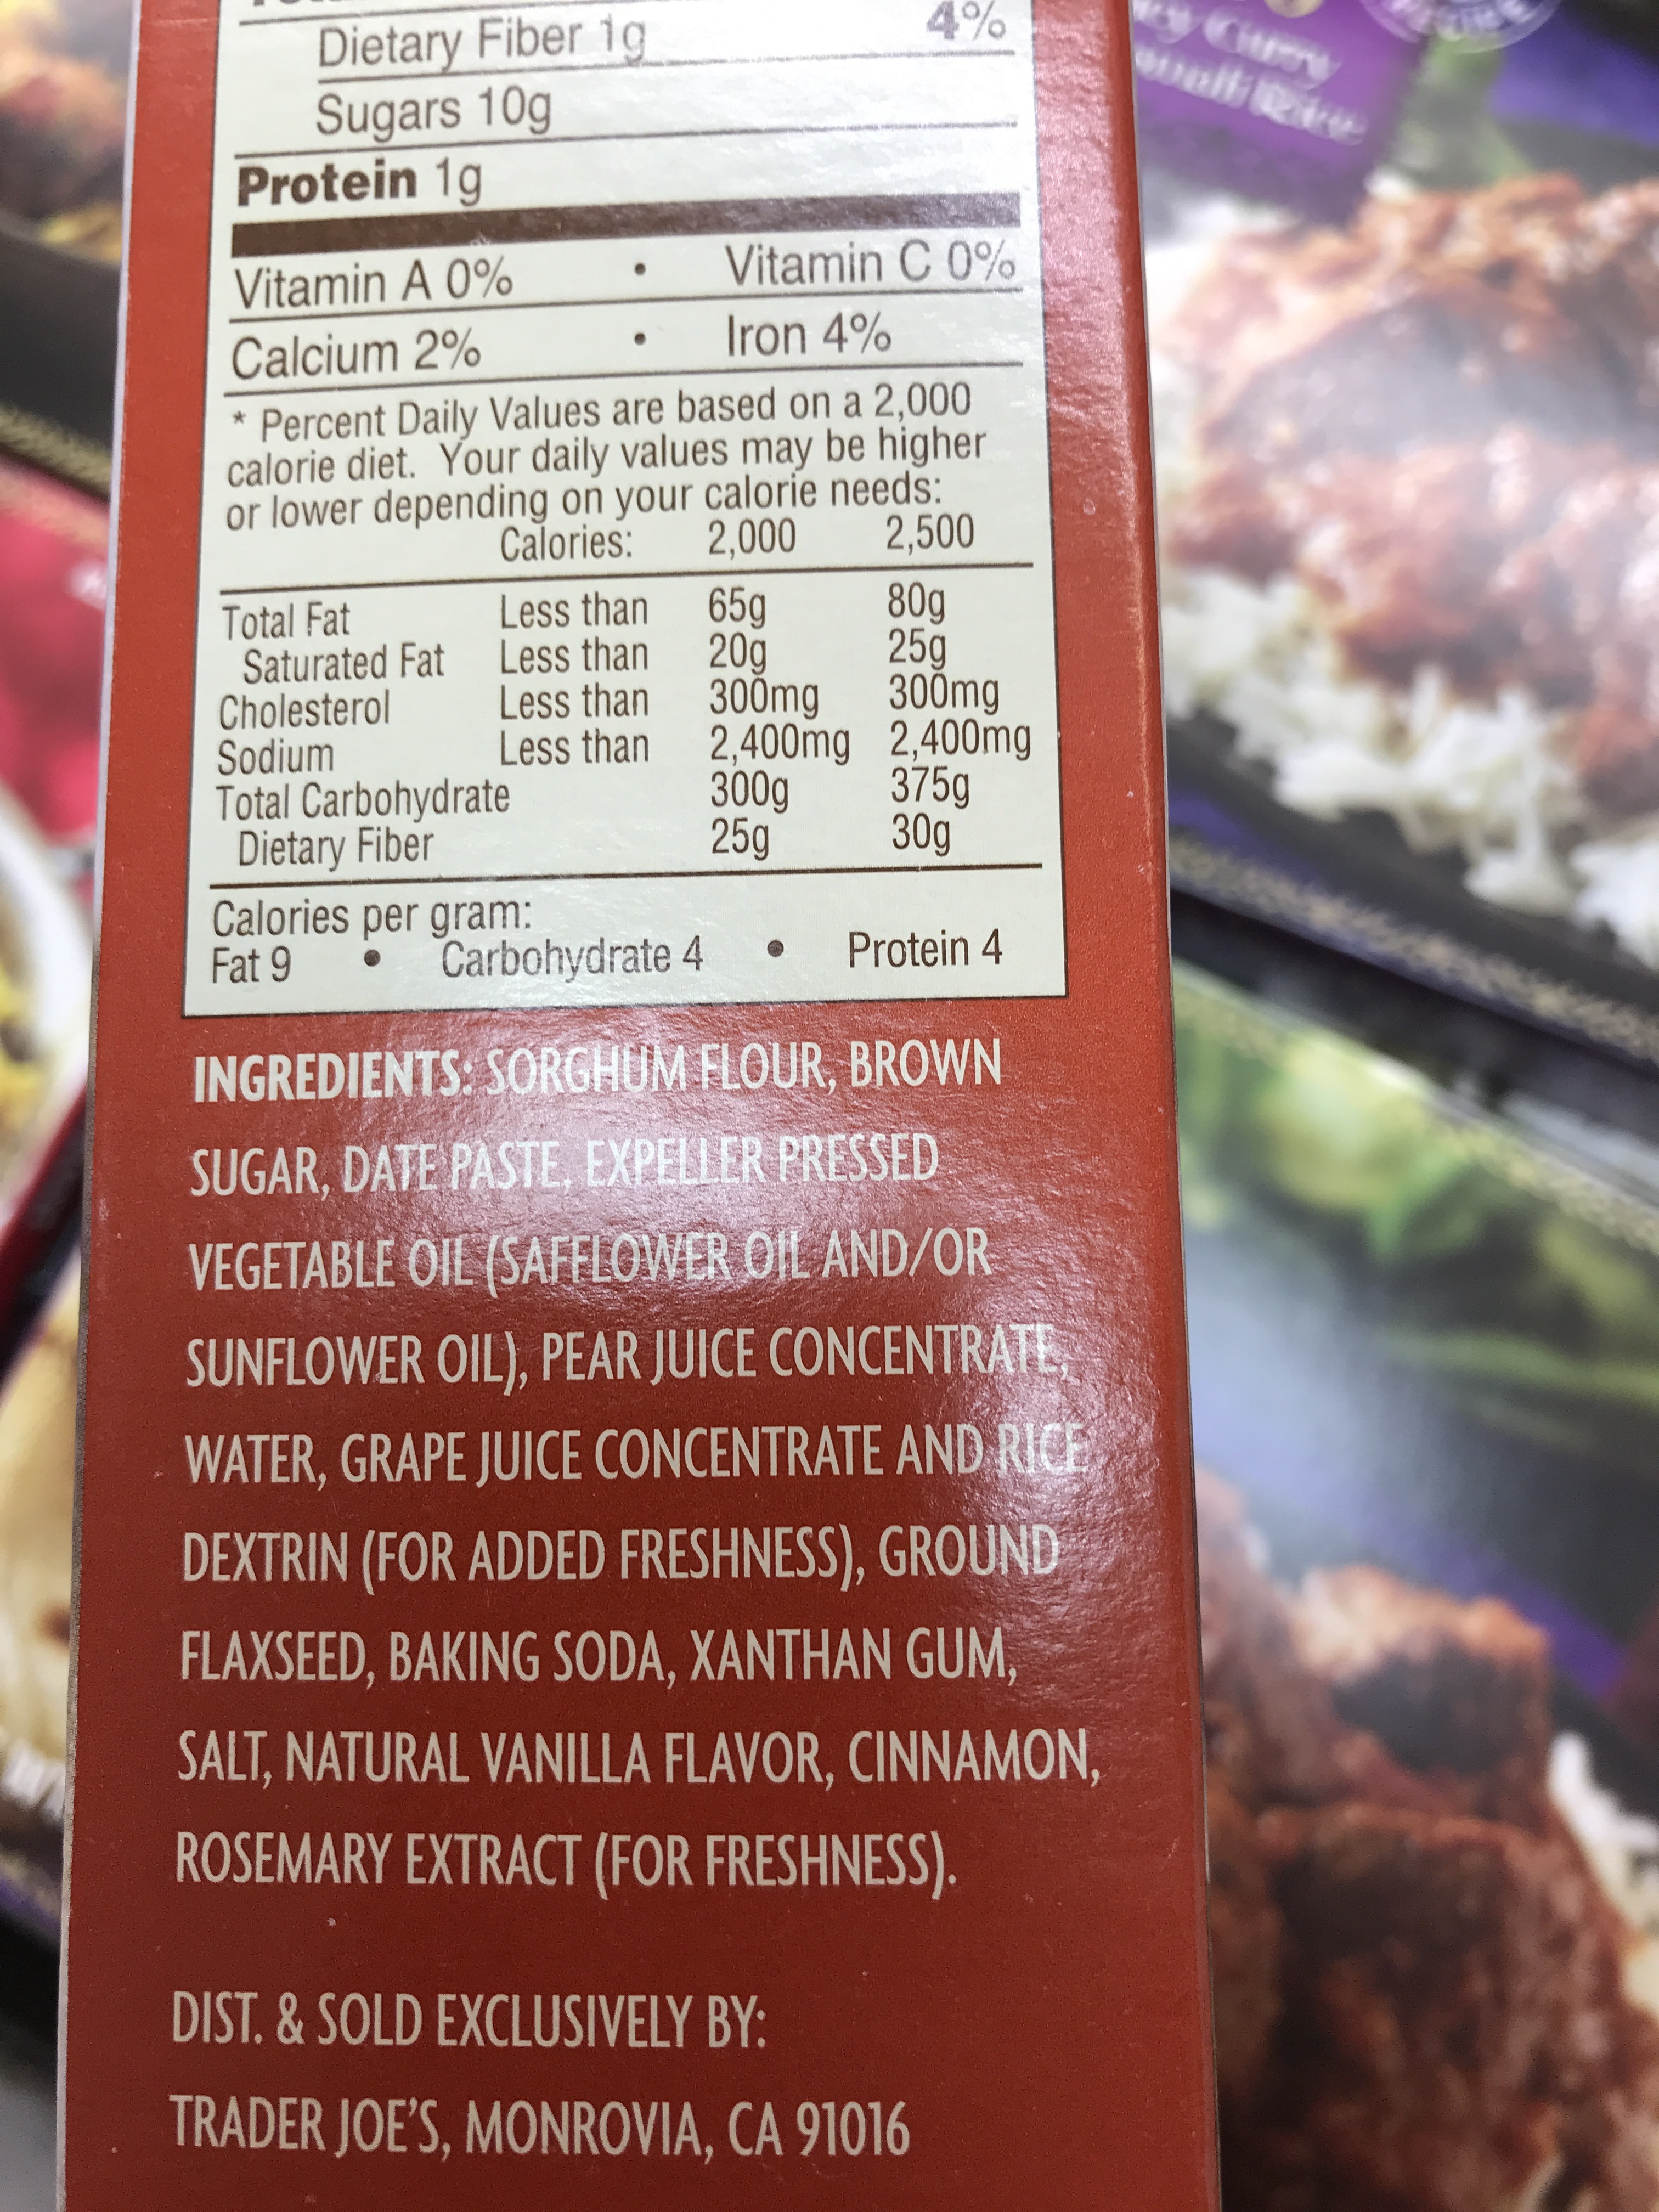 Dietary Fiber 1g 4%
Sugars 10g
Protein 1g
Vitamin A 0% • Vitamin C 0%
Calcium 2% • Iron 4%
* Percent Daily Values are based on a 2,000
calorie diet. Your daily values may be higher
or lower depending on your calorie needs:
Calories: 2,000 2,500
Total Fat Less than 65g 80g
Saturated Fat Less than 20g 25g
Cholesterol Less than 300mg 300mg
Sodium Less than 2,400mg 2,400mg
Total Carbohydrate 300g 375g
Dietary Fiber 25g 30g
Calories per gram:
Fat 9 • Carbohydrate 4 • Protein 4
INGREDIENTS: SORGHUM FLOUR, BROWN
SUGAR, DATE PASTE, EXPELLER PRESSED
VEGETABLE OIL (SAFFLOWER OIL AND/OR
SUNFLOWER OIL), PEAR JUICE CONCENTRATE,
WATER, GRAPE JUICE CONCENTRATE AND RICE
DEXTRIN (FOR ADDED FRESHNESS), GROUND
FLAXSEED, BAKING SODA, XANTHAN GUM,
SALT, NATURAL VANILLA FLAVOR, CINNAMON,
ROSEMARY EXTRACT (FOR FRESHNESS).
DIST. & SOLD EXCLUSIVELY BY:
TRADER JOE'S, MONROVIA, CA 91016
Curry
Rice